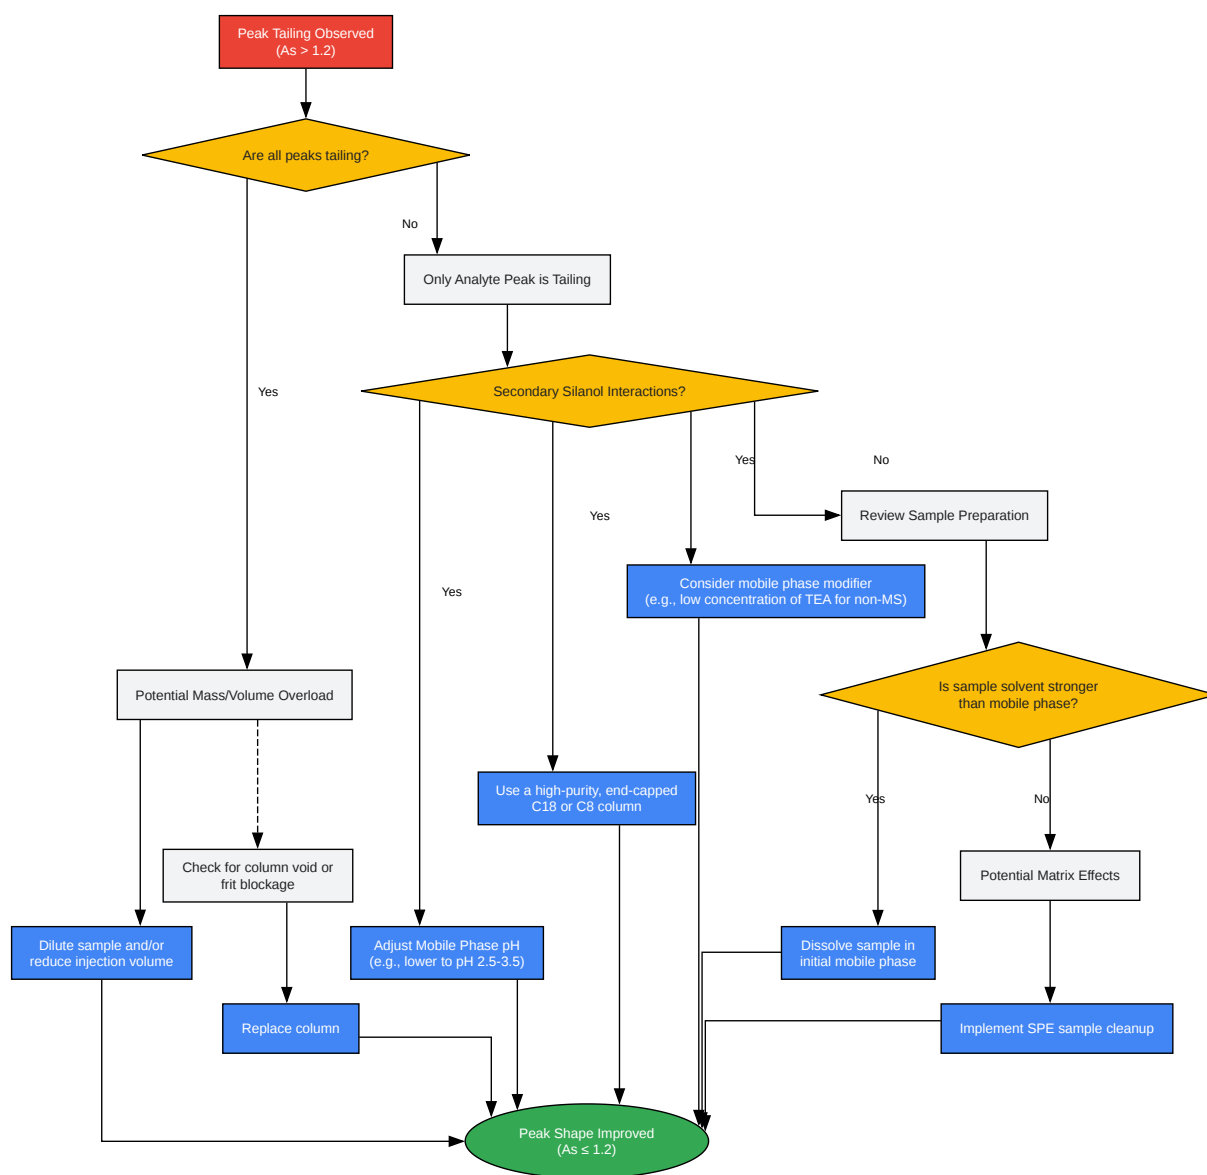 Peak Tailing Observed
(As > 1.2)
Are all peaks tailing?
No
Only Analyte Peak is Tailing
Yes
Secondary Silanol Interactions?
Yes
No
Review Sample Preparation
Yes
Consider mobile phase modifier
(e.g., low concentration of TEA for non-MS)
Yes
Potential Mass/Volume Overload
Is sample solvent stronger
than mobile phase?
Use a high-purity, end-capped
C18 or C8 column
Yes
No
Check for column void or
frit blockage
Potential Matrix Effects
Dilute sample and/or
reduce injection volume
Adjust Mobile Phase pH
(e.g., lower to pH 2.5-3.5)
Dissolve sample in
initial mobile phase
Replace column
Implement SPE sample cleanup
Peak Shape Improved
(As ≤ 1.2)